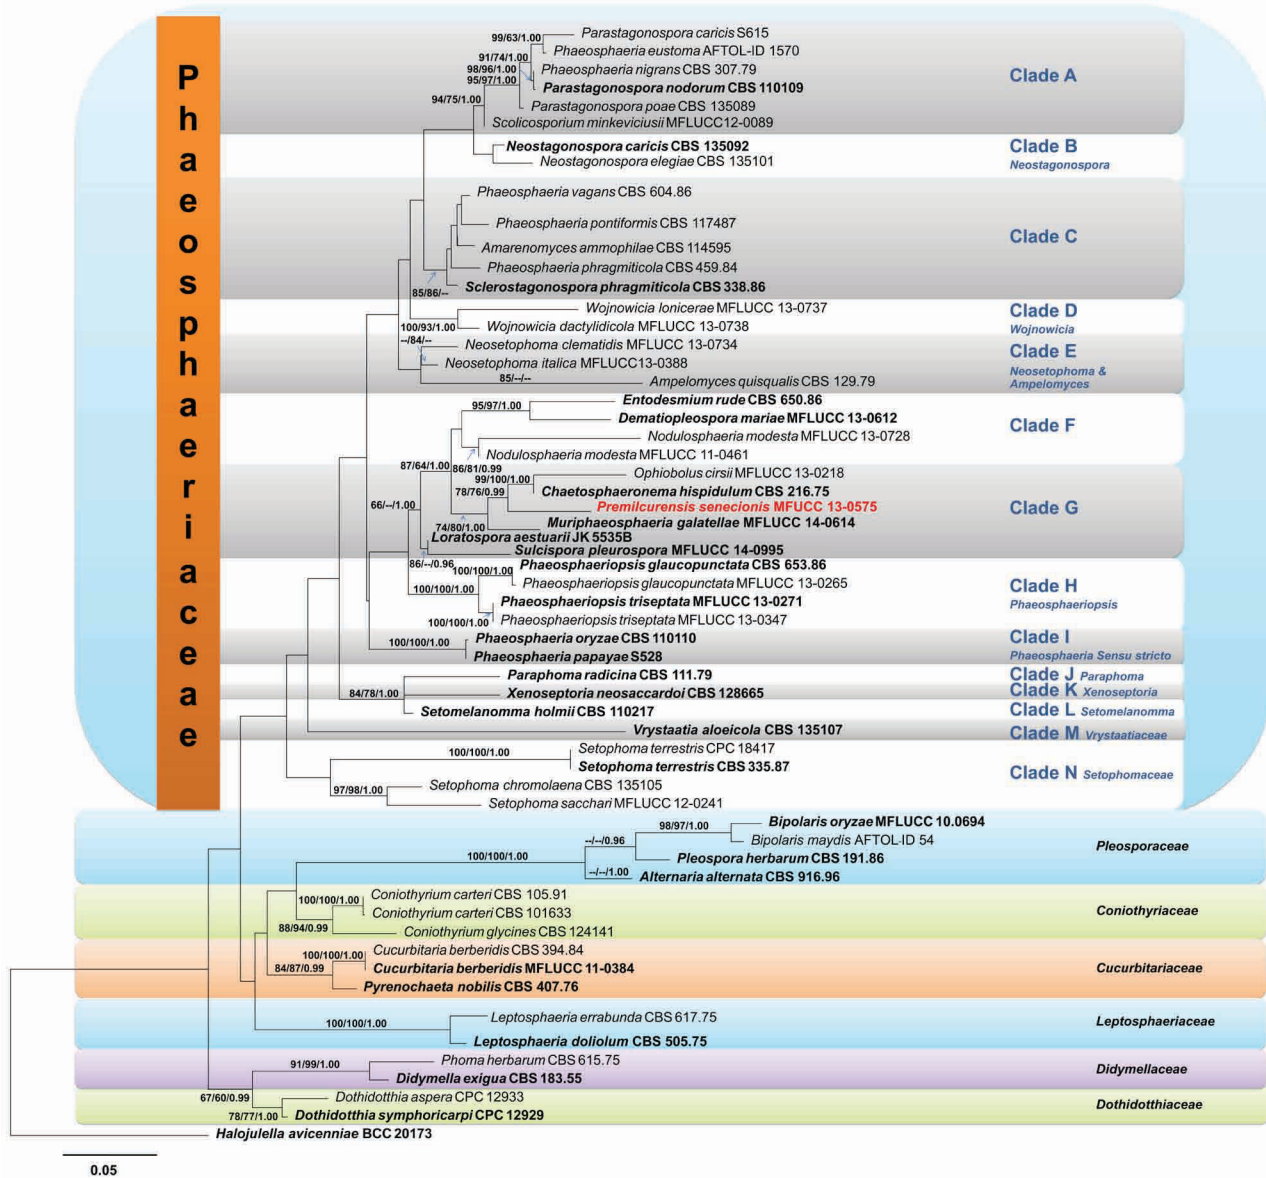 Phaeosphaeriaceae
99/63/1.00
Parastagonospora caricis S615
Phaeosphaeria eustoma AFTOL-ID 1570
91/74/1.00
98/96/1.00
Phaeosphaeria nigrans CBS 307.79
Clade A
95/97/1.00
Parastagonospora nodorum CBS 110109
94/75/1.00
Parastagonospora poae CBS 135089
Scolicosporium minkeviciusii MFLUCC12-0089
Neostagonospora caricis CBS 135092
Clade B
Neostagonospora elegiae CBS 135101
Neostagonospora
Phaeosphaeria vagans CBS 604.86
Phaeosphaeria pontiformis CBS 117487
Clade C
Amarenomyces ammophilae CBS 114595
Phaeosphaeria phragmiticola CBS 459.84
85/86/--
Sclerostagonospora phragmiticola CBS 338.86
Wojnowicia lonicerae MFLUCC 13-0737
Clade D
100/93/1.00
Wojnowicia dactylidicola MFLUCC 13-0738
Wojnowicia
--/84/--
Neosetophoma clematidis MFLUCC 13-0734
Clade E
Neosetophoma italica MFLUCC13-0388
Neosetophoma &
Ampelomyces
85/--/--
Ampelomyces quisqualis CBS 129.79
95/97/1.00
Entodesmium rude CBS 650.86
Dematiopleospora mariae MFLUCC 13-0612
Clade F
Nodulosphaeria modesta MFLUCC 13-0728
Nodulosphaeria modesta MFLUCC 11-0461
87/64/1.00
86/81/0.99
Ophiobolus cirsii MFLUCC 13-0218
99/100/1.00
78/76/0.99
Chaetosphaeronema hispidulum CBS 216.75
66/--/1.00
Premilcurensis senecionis MFUCC 13-0575
Clade G
74/80/1.00
Muriphaeosphaeria galatellae MFLUCC 14-0614
Loratospora aestuarii JK 5535B
Sulcispora pleurospora MFLUCC 14-0995
86/--/0.96
100/100/1.00
Phaeosphaeriopsis glaucopunctata CBS 653.86
Phaeosphaeriopsis glaucopunctata MFLUCC 13-0265
Clade H
100/100/1.00
Phaeosphaeriopsis triseptata MFLUCC 13-0271
Phaeosphaeriopsis
100/100/1.00
Phaeosphaeriopsis triseptata MFLUCC 13-0347
100/100/1.00
Phaeosphaeria oryzae CBS 110110
Clade I
Phaeosphaeria papayae S528
Phaeosphaeria Sensu stricto
Paraphoma radicina CBS 111.79
Clade J Paraphoma
84/78/1.00
Xenoseptoria neosaccardoi CBS 128665
Clade K Xenoseptoria
Setomelanomma holmii CBS 110217
Clade L Setomelanomma
Vrystaatia aloeicola CBS 135107
Clade M Vrystaatiaceae
100/100/1.00
Setophoma terrestris CPC 18417
Setophoma terrestris CBS 335.87
Clade N Setophomaceae
97/98/1.00
Setophoma chromolaena CBS 135105
Setophoma sacchari MFLUCC 12-0241
98/97/1.00
Bipolaris oryzae MFLUCC 10.0694
--/--/0.96
Bipolaris maydis AFTOL-ID 54
Pleosporaceae
100/100/1.00
Pleospora herbarum CBS 191.86
--/--/1.00
Alternaria alternata CBS 916.96
100/100/1.00
Coniothyrium carteri CBS 105.91
Coniothyrium carteri CBS 101633
Coniothyriaceae
88/94/0.99
Coniothyrium glycines CBS 124141
100/100/1.00
Cucurbitaria berberidis CBS 394.84
84/87/0.99
Cucurbitaria berberidis MFLUCC 11-0384
Cucurbitariaceae
Pyrenochaeta nobilis CBS 407.76
100/100/1.00
Leptosphaeria errabunda CBS 617.75
Leptosphaeriaceae
Leptosphaeria doliolum CBS 505.75
91/99/1.00
Phoma herbarum CBS 615.75
Didymella exigua CBS 183.55
Didymellaceae
67/60/0.99
Dothidotthia aspera CPC 12933
Dothidotthiaceae
78/77/1.00
Dothidotthia symphoricarpi CPC 12929
Halojulella avicenniae BCC 20173
0.05